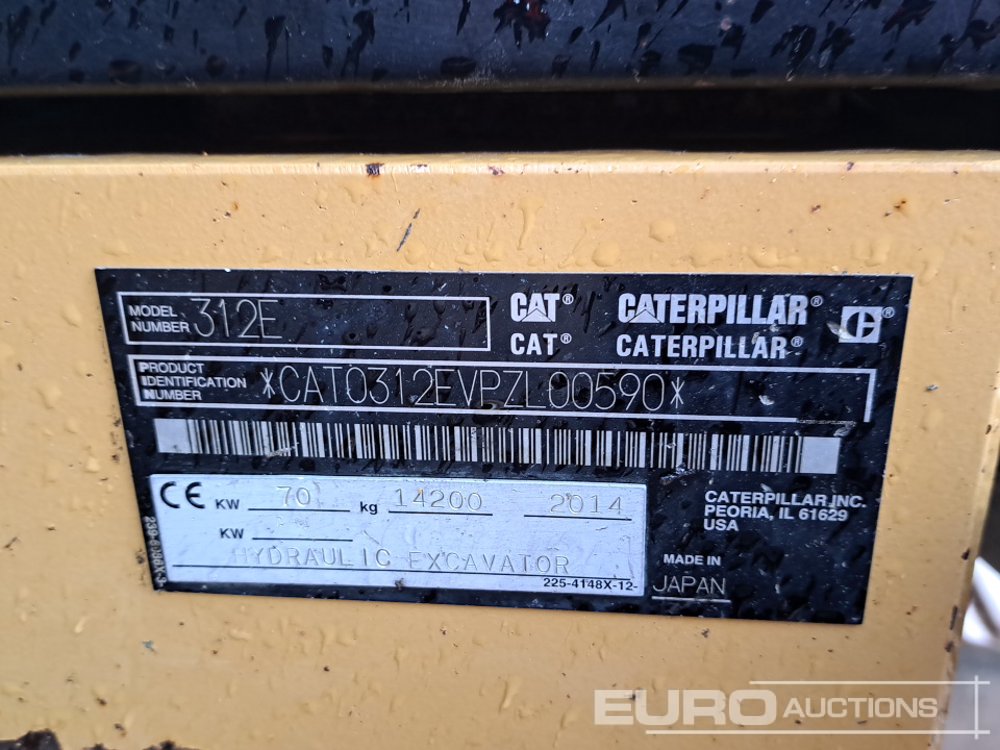 MODEL NUMBER 312E
CAT® CATERPILLAR® C®
CAT® CATERPILLAR®
PRODUCT IDENTIFICATION NUMBER *CAT0312EVPZL00590*
CE KW 70 kg 14200 2014
KW
HYDRAULIC EXCAVATOR
225-4148X-12-
CATERPILLAR INC.
PEORIA, IL 61629
USA
MADE IN
JAPAN
EURO AUCTIONS